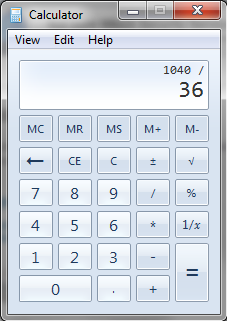 Calculator
View Edit Help
1040 /
36
MC MR MS M+ M-
← CE C ± √
7 8 9 / %
4 5 6 * 1/x
1 2 3 - =
0 . +